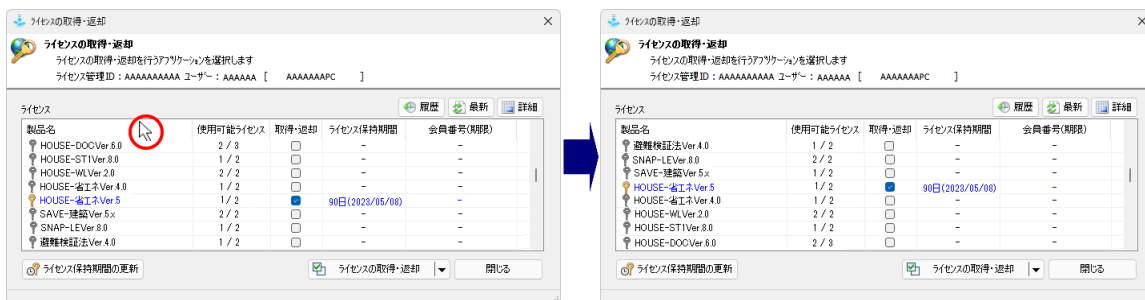 ライセンスの取得・返却
ライセンスの取得・返却
ライセンスの取得・返却を行うアプリケーションを選択します
ライセンス管理ID：AAAAAAAAAA ユーザー：AAAAAA [ AAAAAAAPC ]
ライセンス 履歴 最新 詳細
製品名 使用可能ライセンス 取得・返却 ライセンス保持期間 会員番号(期限)
HOUSE-DOCVer.6.0 2 / 3 - -
HOUSE-ST1Ver.8.0 1 / 2 - -
HOUSE-WLVer.2.0 2 / 2 - -
HOUSE-省エネVer.4.0 1 / 2 - -
HOUSE-省エネVer.5 1 / 2 90日(2023/05/08) -
SAVE-建築Ver.5.x 2 / 2 - -
SNAP-LEVer.8.0 1 / 2 - -
避難検証法Ver.4.0 1 / 2 - -
ライセンス保持期間の更新 ライセンスの取得・返却 閉じる
ライセンスの取得・返却
ライセンスの取得・返却
ライセンスの取得・返却を行うアプリケーションを選択します
ライセンス管理ID：AAAAAAAAAA ユーザー：AAAAAA [ AAAAAAAPC ]
ライセンス 履歴 最新 詳細
製品名 使用可能ライセンス 取得・返却 ライセンス保持期間 会員番号(期限)
避難検証法Ver.4.0 1 / 2 - -
SNAP-LEVer.8.0 2 / 2 - -
SAVE-建築Ver.5.x 2 / 2 - -
HOUSE-省エネVer.5 1 / 2 90日(2023/05/08) -
HOUSE-省エネVer.4.0 1 / 2 - -
HOUSE-WLVer.2.0 2 / 2 - -
HOUSE-ST1Ver.8.0 1 / 2 - -
HOUSE-DOCVer.6.0 2 / 3 - -
ライセンス保持期間の更新 ライセンスの取得・返却 閉じる